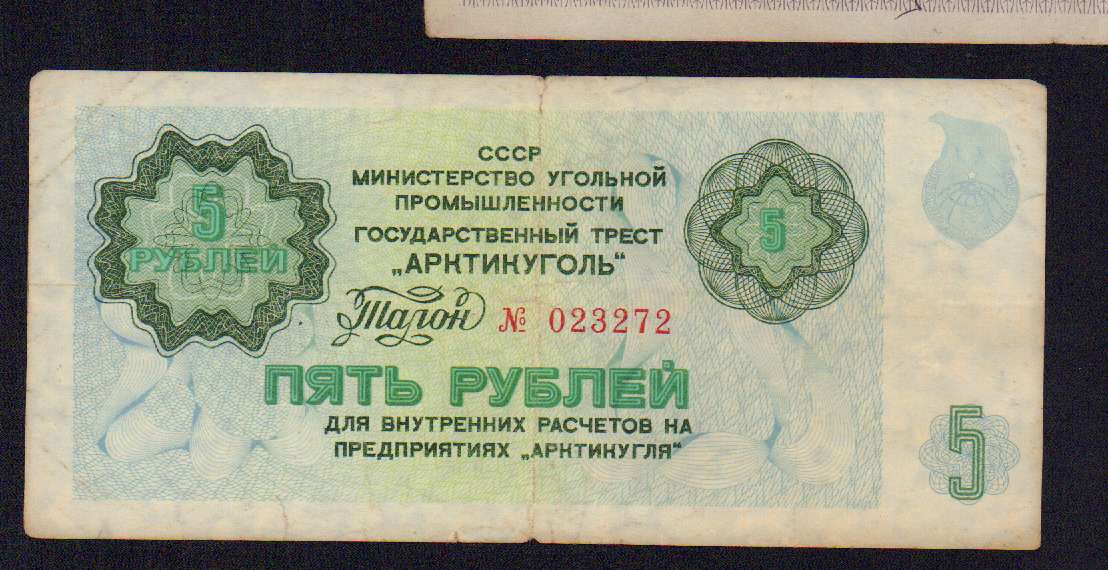 СССР
МИНИСТЕРСТВО УГОЛЬНОЙ
ПРОМЫШЛЕННОСТИ
ГОСУДАРСТВЕННЫЙ ТРЕСТ
„АРКТИКУГОЛЬ“
5
РУБЛЕЙ
5
Талон № 023272
ПЯТЬ РУБЛЕЙ
ДЛЯ ВНУТРЕННИХ РАСЧЕТОВ НА
ПРЕДПРИЯТИЯХ „АРКТИКУГЛЯ“
5